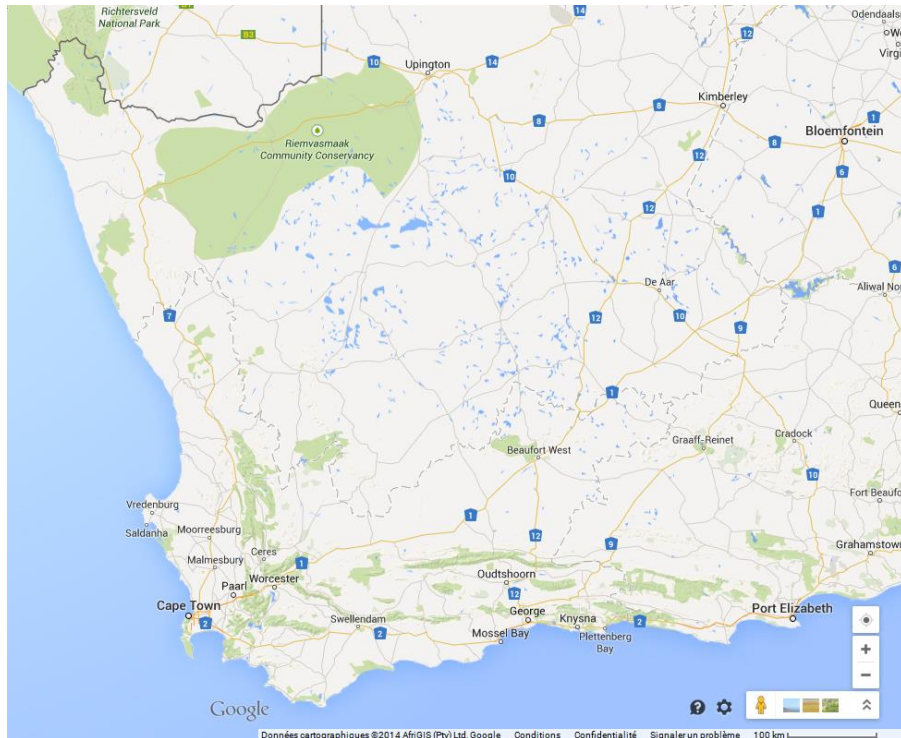 Richtersveld
National Park
B3
14
12
Odendaals
W
Virgi
10
Upington
14
8
Kimberley
8
Riemvasmaak
Community Conservancy
1
Bloemfontein
8
6
12
10
12
1
6
De Aar
Aliwal No
7
12
10
9
1
Queen
Beaufort West
Graaff-Reinet
Cradock
10
Vredenburg
Saldanha
Moorreesburg
1
Fort Beaufo
12
9
Grahamstown
Malmesbury
Ceres
1
Paarl
Worcester
Oudtshoorn
12
Cape Town
2
Swellendam
2
George
Mossel Bay
Knysna
Plettenberg
Bay
2
Port Elizabeth
+
−
Google
?
Données cartographiques ©2014 AfriGIS (Pty) Ltd, Google Conditions Confidentialité Signaler un problème 100 km